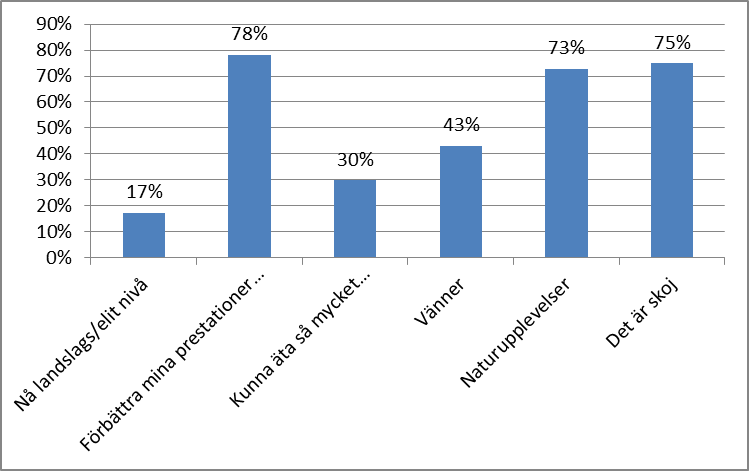 90%
80%
70%
60%
50%
40%
30%
20%
10%
0%
17%
78%
30%
43%
73%
75%
Nå landslags/elit nivå
Förbättra mina prestationer...
Kunna äta så mycket...
Vänner
Naturupplevelser
Det är skoj